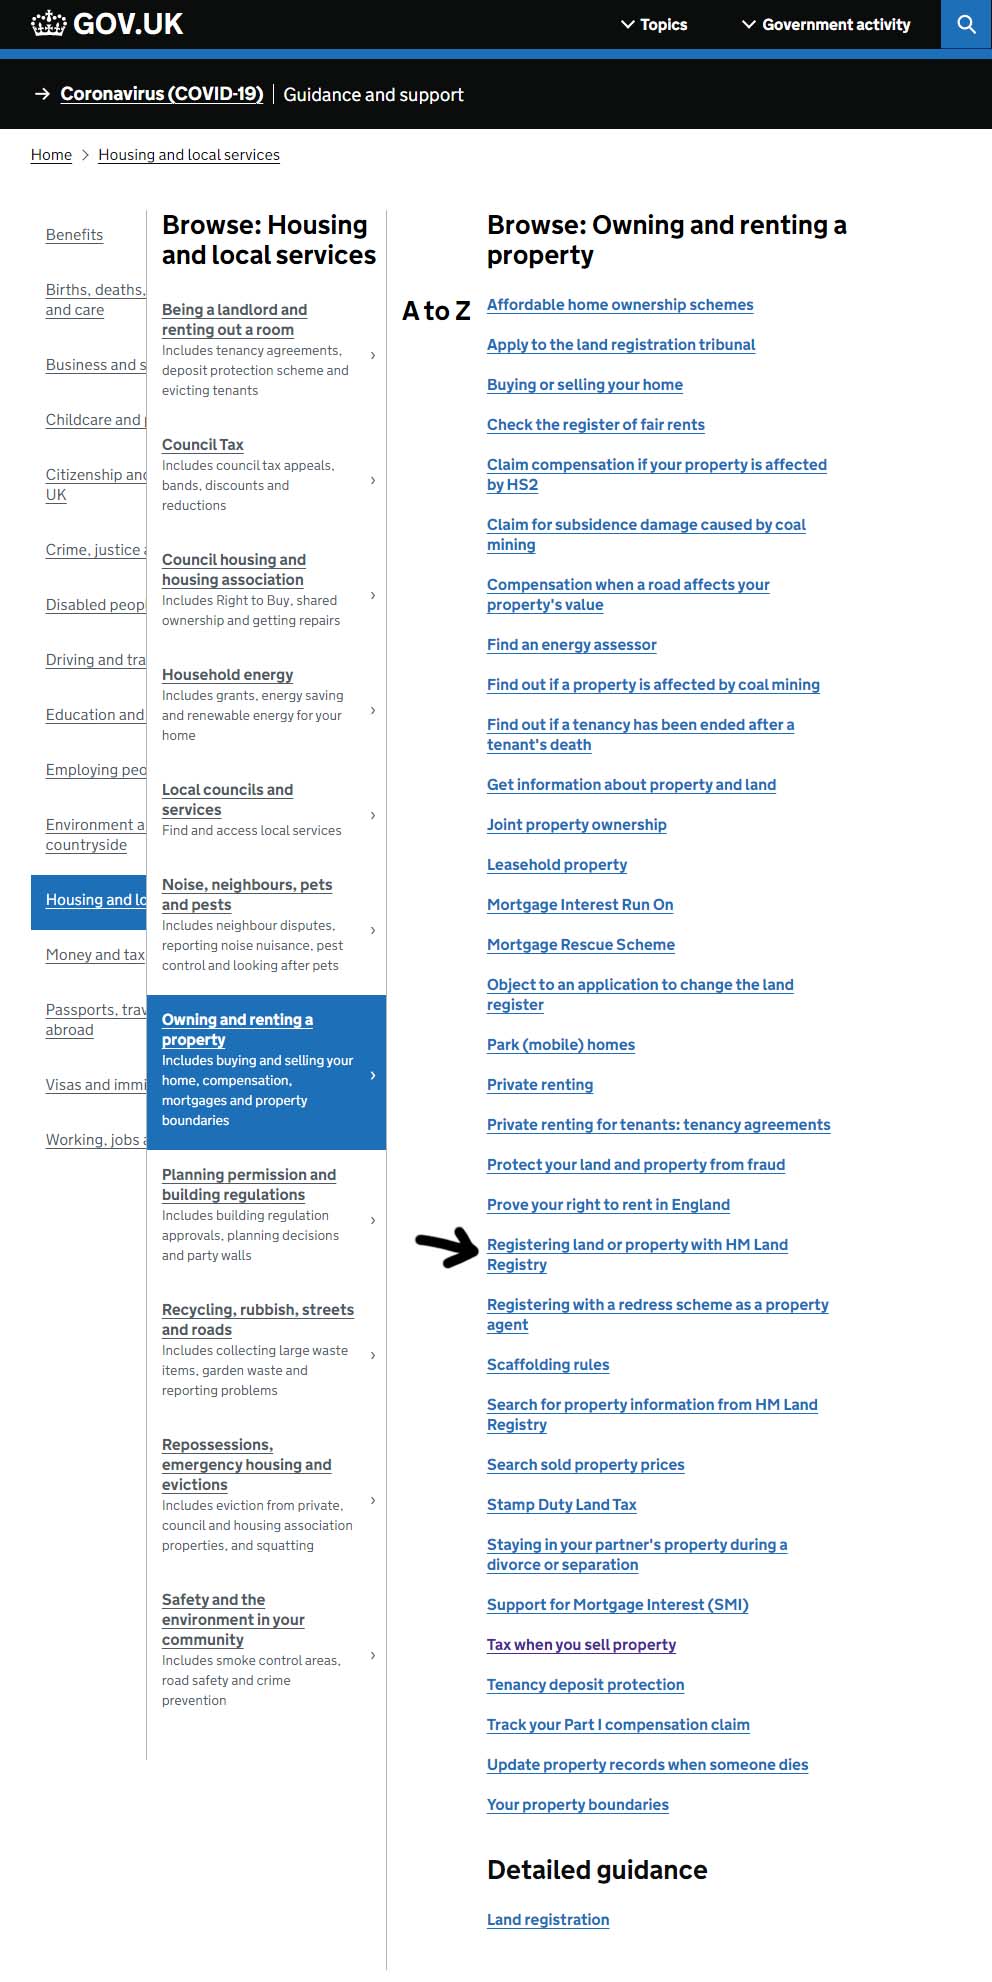 GOV.UK
Topics
Government activity
Coronavirus (COVID-19)
Guidance and support
Home
Housing and local services
Benefits
Births, deaths,
and care
Business and s
Childcare and
Citizenship and
UK
Crime, justice
Disabled peop
Driving and tra
Education and
Employing peo
Environment a
countryside
Housing and lo
Money and tax
Passports, trav
abroad
Visas and immi
Working, jobs
Browse: Housing
and local services
Being a landlord and
renting out a room
Includes tenancy agreements,
deposit protection scheme and
evicting tenants
Council Tax
Includes council tax appeals,
bands, discounts and
reductions
Council housing and
housing association
Includes Right to Buy, shared
ownership and getting repairs
Household energy
Includes grants, energy saving
and renewable energy for your
home
Local councils and
services
Find and access local services
Noise, neighbours, pets
and pests
Includes neighbour disputes,
reporting noise nuisance, pest
control and looking after pets
Owning and renting a
property
Includes buying and selling your
home, compensation,
mortgages and property
boundaries
Planning permission and
building regulations
Includes building regulation
approvals, planning decisions
and party walls
Recycling, rubbish, streets
and roads
Includes collecting large waste
items, garden waste and
reporting problems
Repossessions,
emergency housing and
evictions
Includes eviction from private,
council and housing association
properties, and squatting
Safety and the
environment in your
community
Includes smoke control areas,
road safety and crime
prevention
Browse: Owning and renting a
property
A to Z
Affordable home ownership schemes
Apply to the land registration tribunal
Buying or selling your home
Check the register of fair rents
Claim compensation if your property is affected
by HS2
Claim for subsidence damage caused by coal
mining
Compensation when a road affects your
property's value
Find an energy assessor
Find out if a property is affected by coal mining
Find out if a tenancy has been ended after a
tenant's death
Get information about property and land
Joint property ownership
Leasehold property
Mortgage Interest Run On
Mortgage Rescue Scheme
Object to an application to change the land
register
Park (mobile) homes
Private renting
Private renting for tenants: tenancy agreements
Protect your land and property from fraud
Prove your right to rent in England
Registering land or property with HM Land
Registry
Registering with a redress scheme as a property
agent
Scaffolding rules
Search for property information from HM Land
Registry
Search sold property prices
Stamp Duty Land Tax
Staying in your partner's property during a
divorce or separation
Support for Mortgage Interest (SMI)
Tax when you sell property
Tenancy deposit protection
Track your Part I compensation claim
Update property records when someone dies
Your property boundaries
Detailed guidance
Land registration